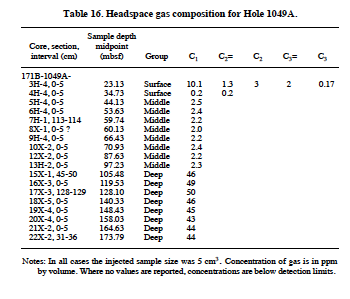 Table 16. Headspace gas composition for Hole 1049A.
Core, section, interval (cm) Sample depth midpoint (mbsf) Group C1 C2= C2 C3= C3
171B-1049A-
3H-4, 0-5 23.13 Surface 10.1 1.3 3 2 0.17
4H-4, 0-5 34.73 Surface 0.2 0.2
5H-4, 0-5 44.13 Middle 2.5
6H-4, 0-5 53.63 Middle 2.4
7H-1, 113-114 59.74 Middle 2.2
8X-1, 0-5 ? 60.13 Middle 2.0
9H-4, 0-5 66.43 Middle 2.2
10X-2, 0-5 70.93 Middle 2.4
12X-2, 0-5 87.63 Middle 2.2
13H-2, 0-5 97.23 Middle 2.3
15X-1, 45-50 105.48 Deep 46
16X-3, 0-5 119.53 Deep 49
17X-3, 128-129 128.10 Deep 50
18X-5, 0-5 140.33 Deep 46
19X-4, 0-5 148.43 Deep 45
20X-4, 0-5 158.03 Deep 43
21X-2, 0-5 164.63 Deep 44
22X-2, 31-36 173.79 Deep 44
Notes: In all cases the injected sample size was 5 cm³. Concentration of gas is in ppm
by volume. Where no values are reported, concentrations are below detection limits.